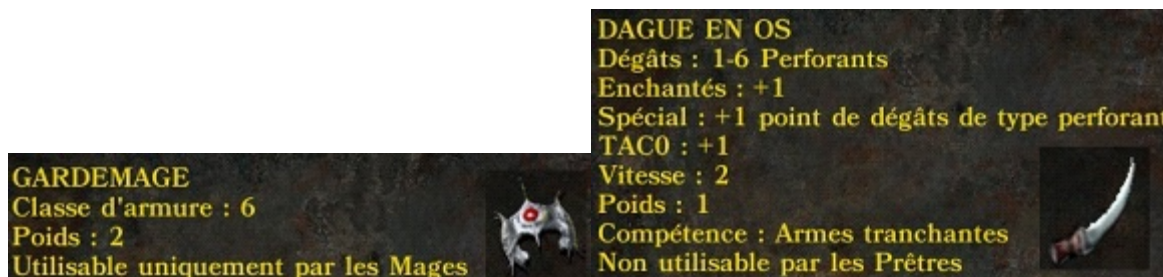 GARDEMAGE
Classe d'armure : 6
Poids : 2
Utilisable uniquement par les Mages
DAGUE EN OS
Dégâts : 1-6 Perforants
Enchantés : +1
Spécial : +1 point de dégâts de type perforant
TAC0 : +1
Vitesse : 2
Poids : 1
Compétence : Armes tranchantes
Non utilisable par les Prêtres